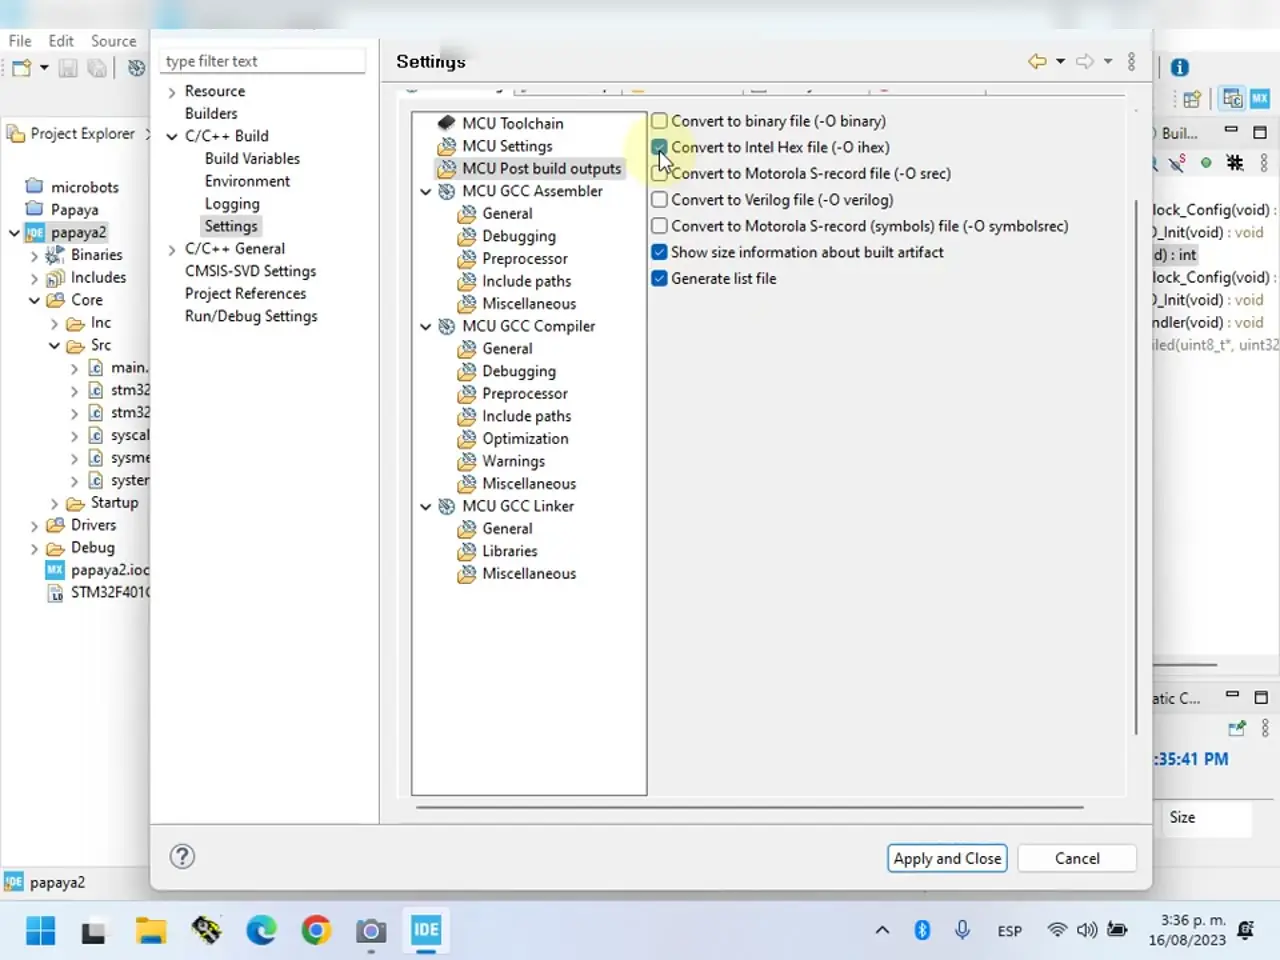 File Edit Source
type filter text
Settings
Project Explorer
microbots
Papaya
papaya2
Binaries
Includes
Core
Inc
Src
main.
stm32
stm32
syscal
sysme
syster
Startup
Drivers
Debug
papaya2.ioc
STM32F401C
Resource
Builders
C/C++ Build
Build Variables
Environment
Logging
Settings
C/C++ General
CMSIS-SVD Settings
Project References
Run/Debug Settings
MCU Toolchain
MCU Settings
MCU Post build outputs
MCU GCC Assembler
General
Debugging
Preprocessor
Include paths
Miscellaneous
MCU GCC Compiler
General
Debugging
Preprocessor
Include paths
Optimization
Warnings
Miscellaneous
MCU GCC Linker
General
Libraries
Miscellaneous
Convert to binary file (-O binary)
Convert to Intel Hex file (-O ihex)
Convert to Motorola S-record file (-O srec)
Convert to Verilog file (-O verilog)
Convert to Motorola S-record (symbols) file (-O symbolsrec)
Show size information about built artifact
Generate list file
Buil...
lock_Config(void) :
O_Init(void) : void
d) : int
lock_Config(void) :
O_Init(void) : void
ndler(void) : void
iled(uint8_t*, uint32
atic C...
:35:41 PM
Size
Apply and Close
Cancel
papaya2
IDE
ESP
3:36 p. m.
16/08/2023